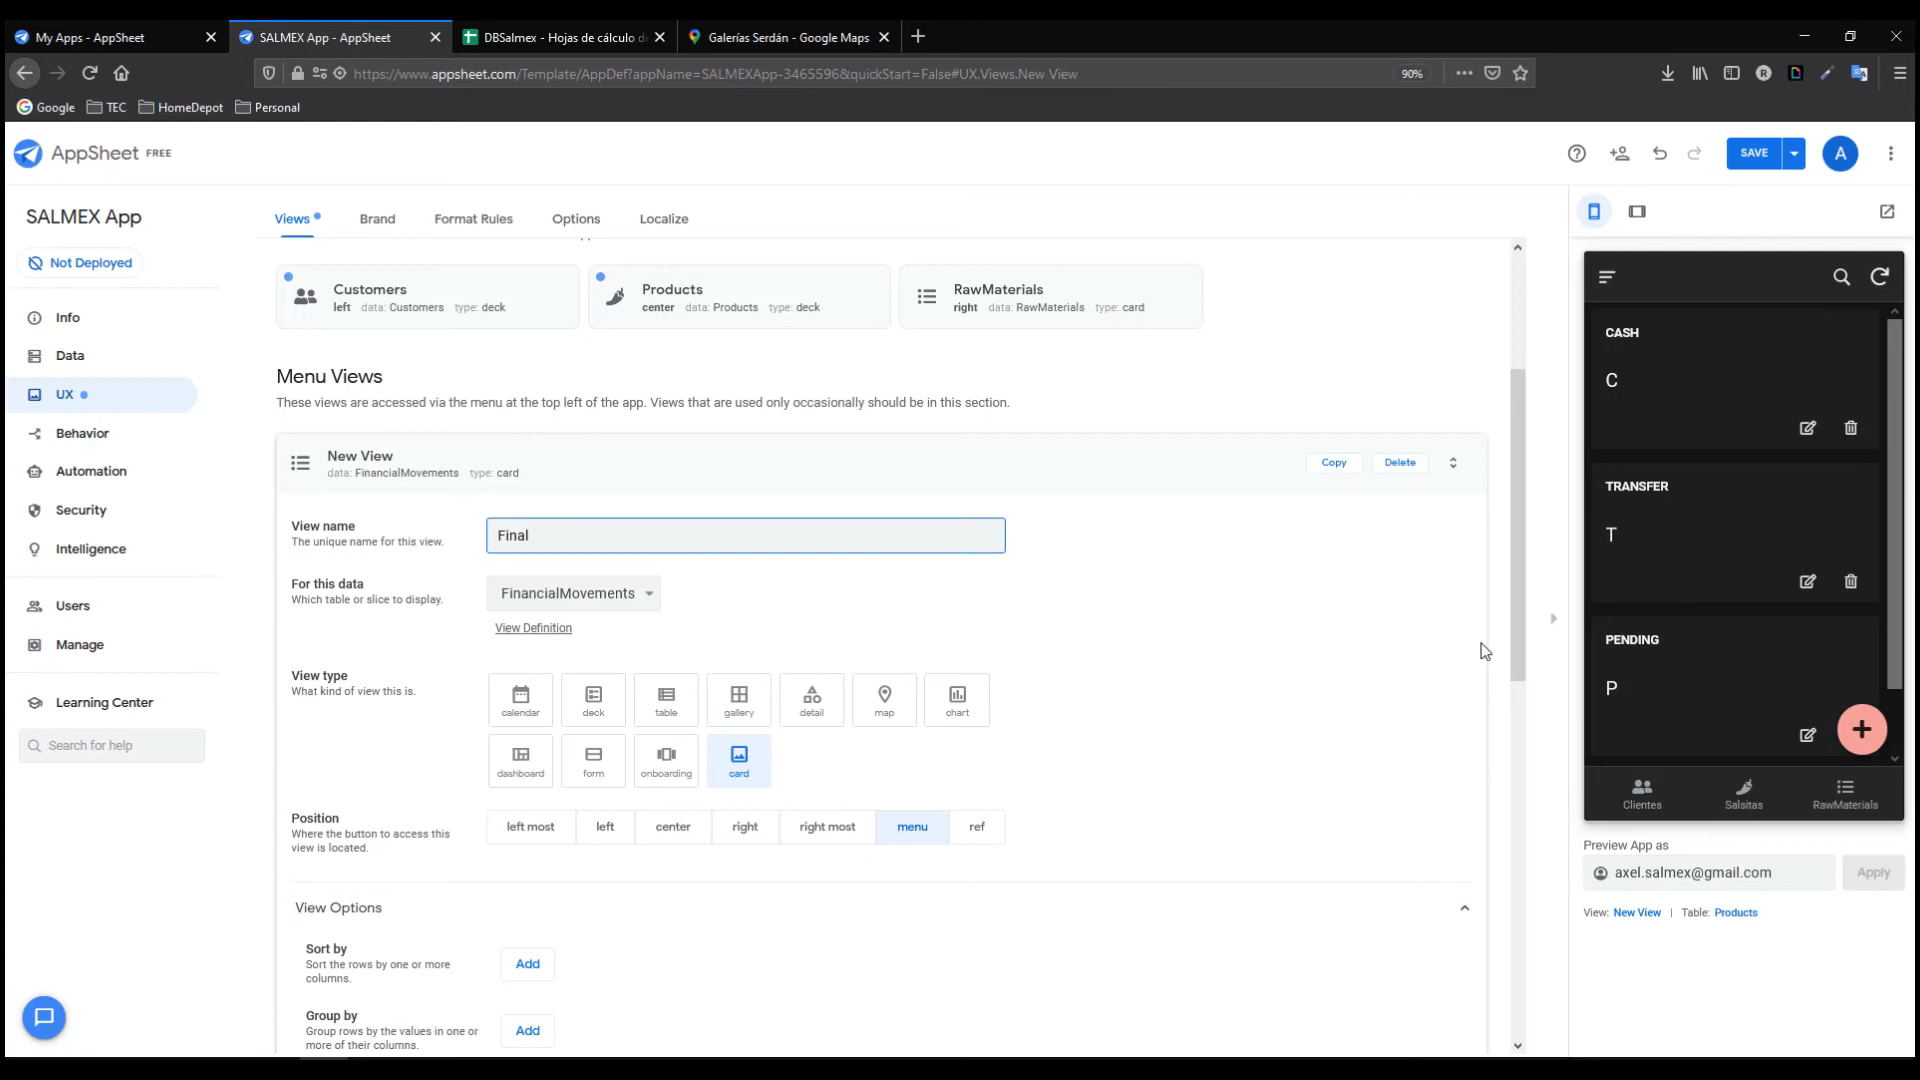 My Apps - AppSheet
SALMEX App - AppSheet
DBSalmex - Hojas de cálculo
Galerías Serdán - Google Maps
https://www.appsheet.com/Template/AppDef?appName=SALMEXApp-3465596&quickStart=False#UX.Views.New View
90%
Google
TEC
HomeDepot
Personal
AppSheet FREE
SAVE
A
SALMEX App
Not Deployed
Info
Data
UX
Behavior
Automation
Security
Intelligence
Users
Manage
Learning Center
Search for help
Views
Brand
Format Rules
Options
Localize
Customers
left data: Customers type: deck
Products
center data: Products type: deck
RawMaterials
right data: RawMaterials type: card
Menu Views
These views are accessed via the menu at the top left of the app. Views that are used only occasionally should be in this section.
New View
data: FinancialMovements type: card
Copy
Delete
View name
The unique name for this view.
Final
For this data
Which table or slice to display.
FinancialMovements
View Definition
View type
What kind of view this is.
calendar
deck
table
gallery
detail
map
chart
dashboard
form
onboarding
card
Position
Where the button to access this
view is located.
left most
left
center
right
right most
menu
ref
View Options
Sort by
Sort the rows by one or more
columns.
Add
Group by
Group rows by the values in one or
more of their columns.
Add
CASH
C
TRANSFER
T
PENDING
P
Clientes
Salsitas
RawMaterials
Preview App as
axel.salmex@gmail.com
Apply
View: New View | Table: Products